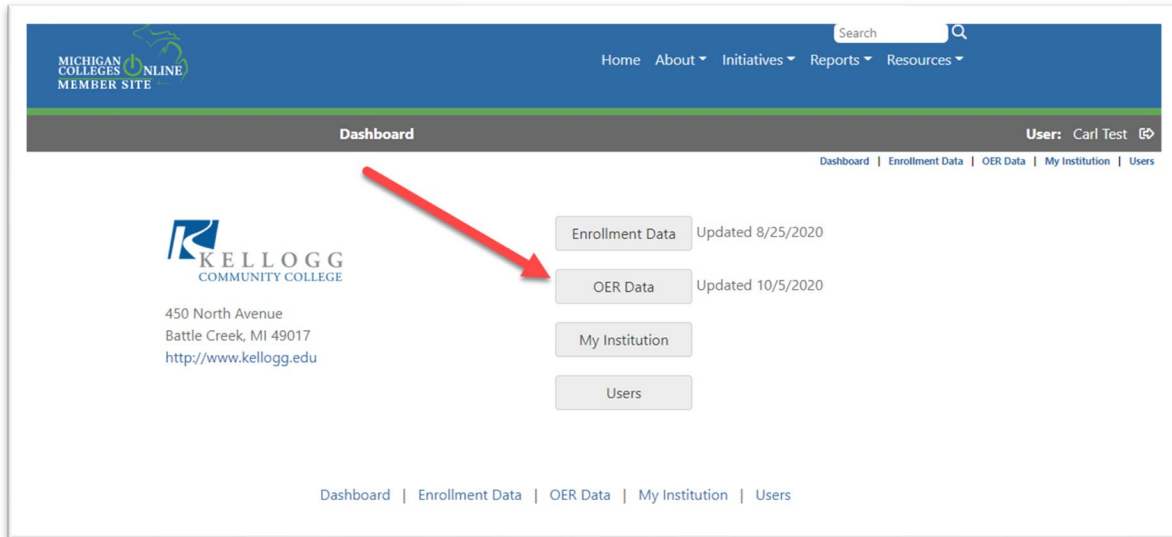 Search
MICHIGAN
COLLEGES ONLINE
MEMBER SITE
Home About Initiatives Reports Resources
Dashboard User: Carl Test
Dashboard | Enrollment Data | OER Data | My Institution | Users
KELLOGG
COMMUNITY COLLEGE
450 North Avenue
Battle Creek, MI 49017
http://www.kellogg.edu
Enrollment Data Updated 8/25/2020
OER Data Updated 10/5/2020
My Institution
Users
Dashboard | Enrollment Data | OER Data | My Institution | Users